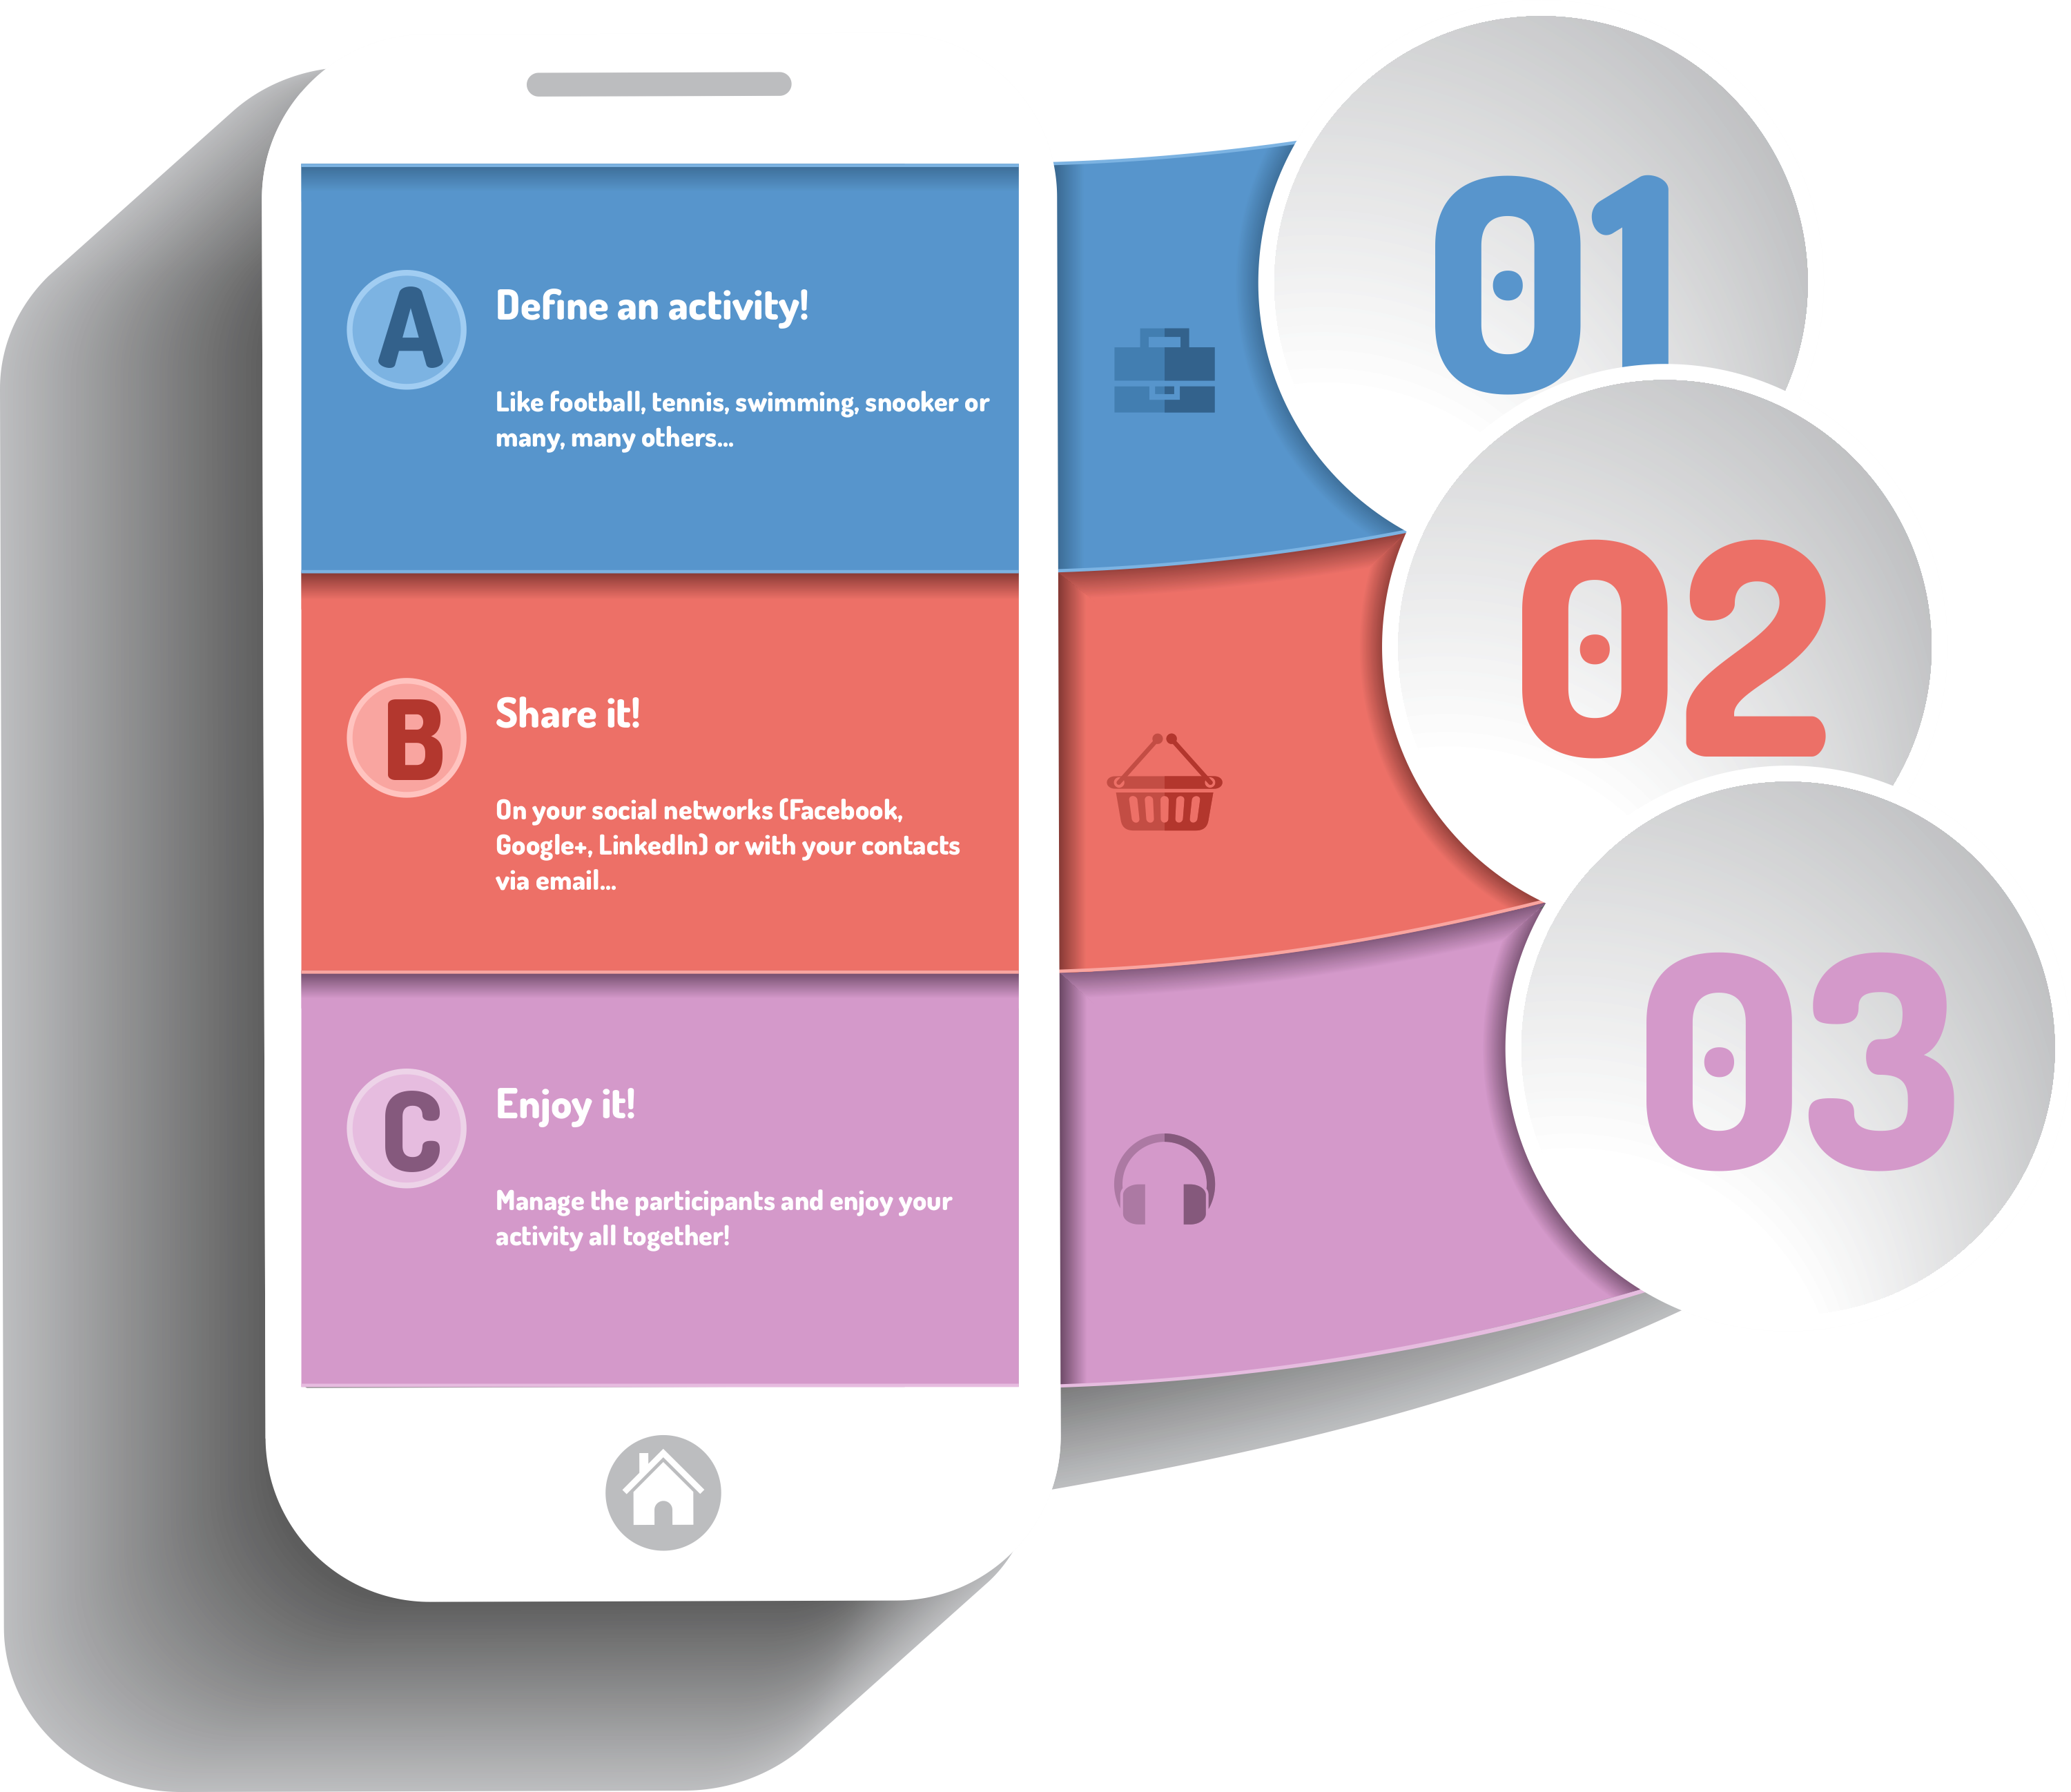 A
Define an activity!
Like football, tennis, swimming, snooker or
many, many others...
01
B
Share it!
On your social networks (Facebook,
Google+, LinkedIn) or with your contacts
via email...
02
C
Enjoy it!
Manage the participants and enjoy your
activity all together!
03